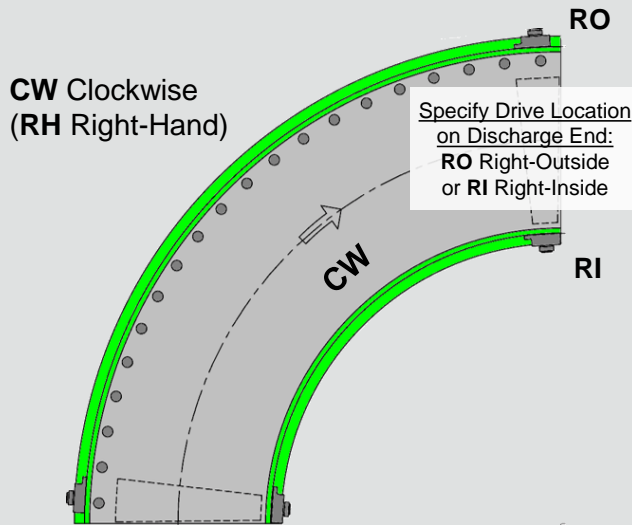 RO
CW Clockwise
(RH Right-Hand)
Specify Drive Location
on Discharge End:
RO Right-Outside
or RI Right-Inside
CW
RI